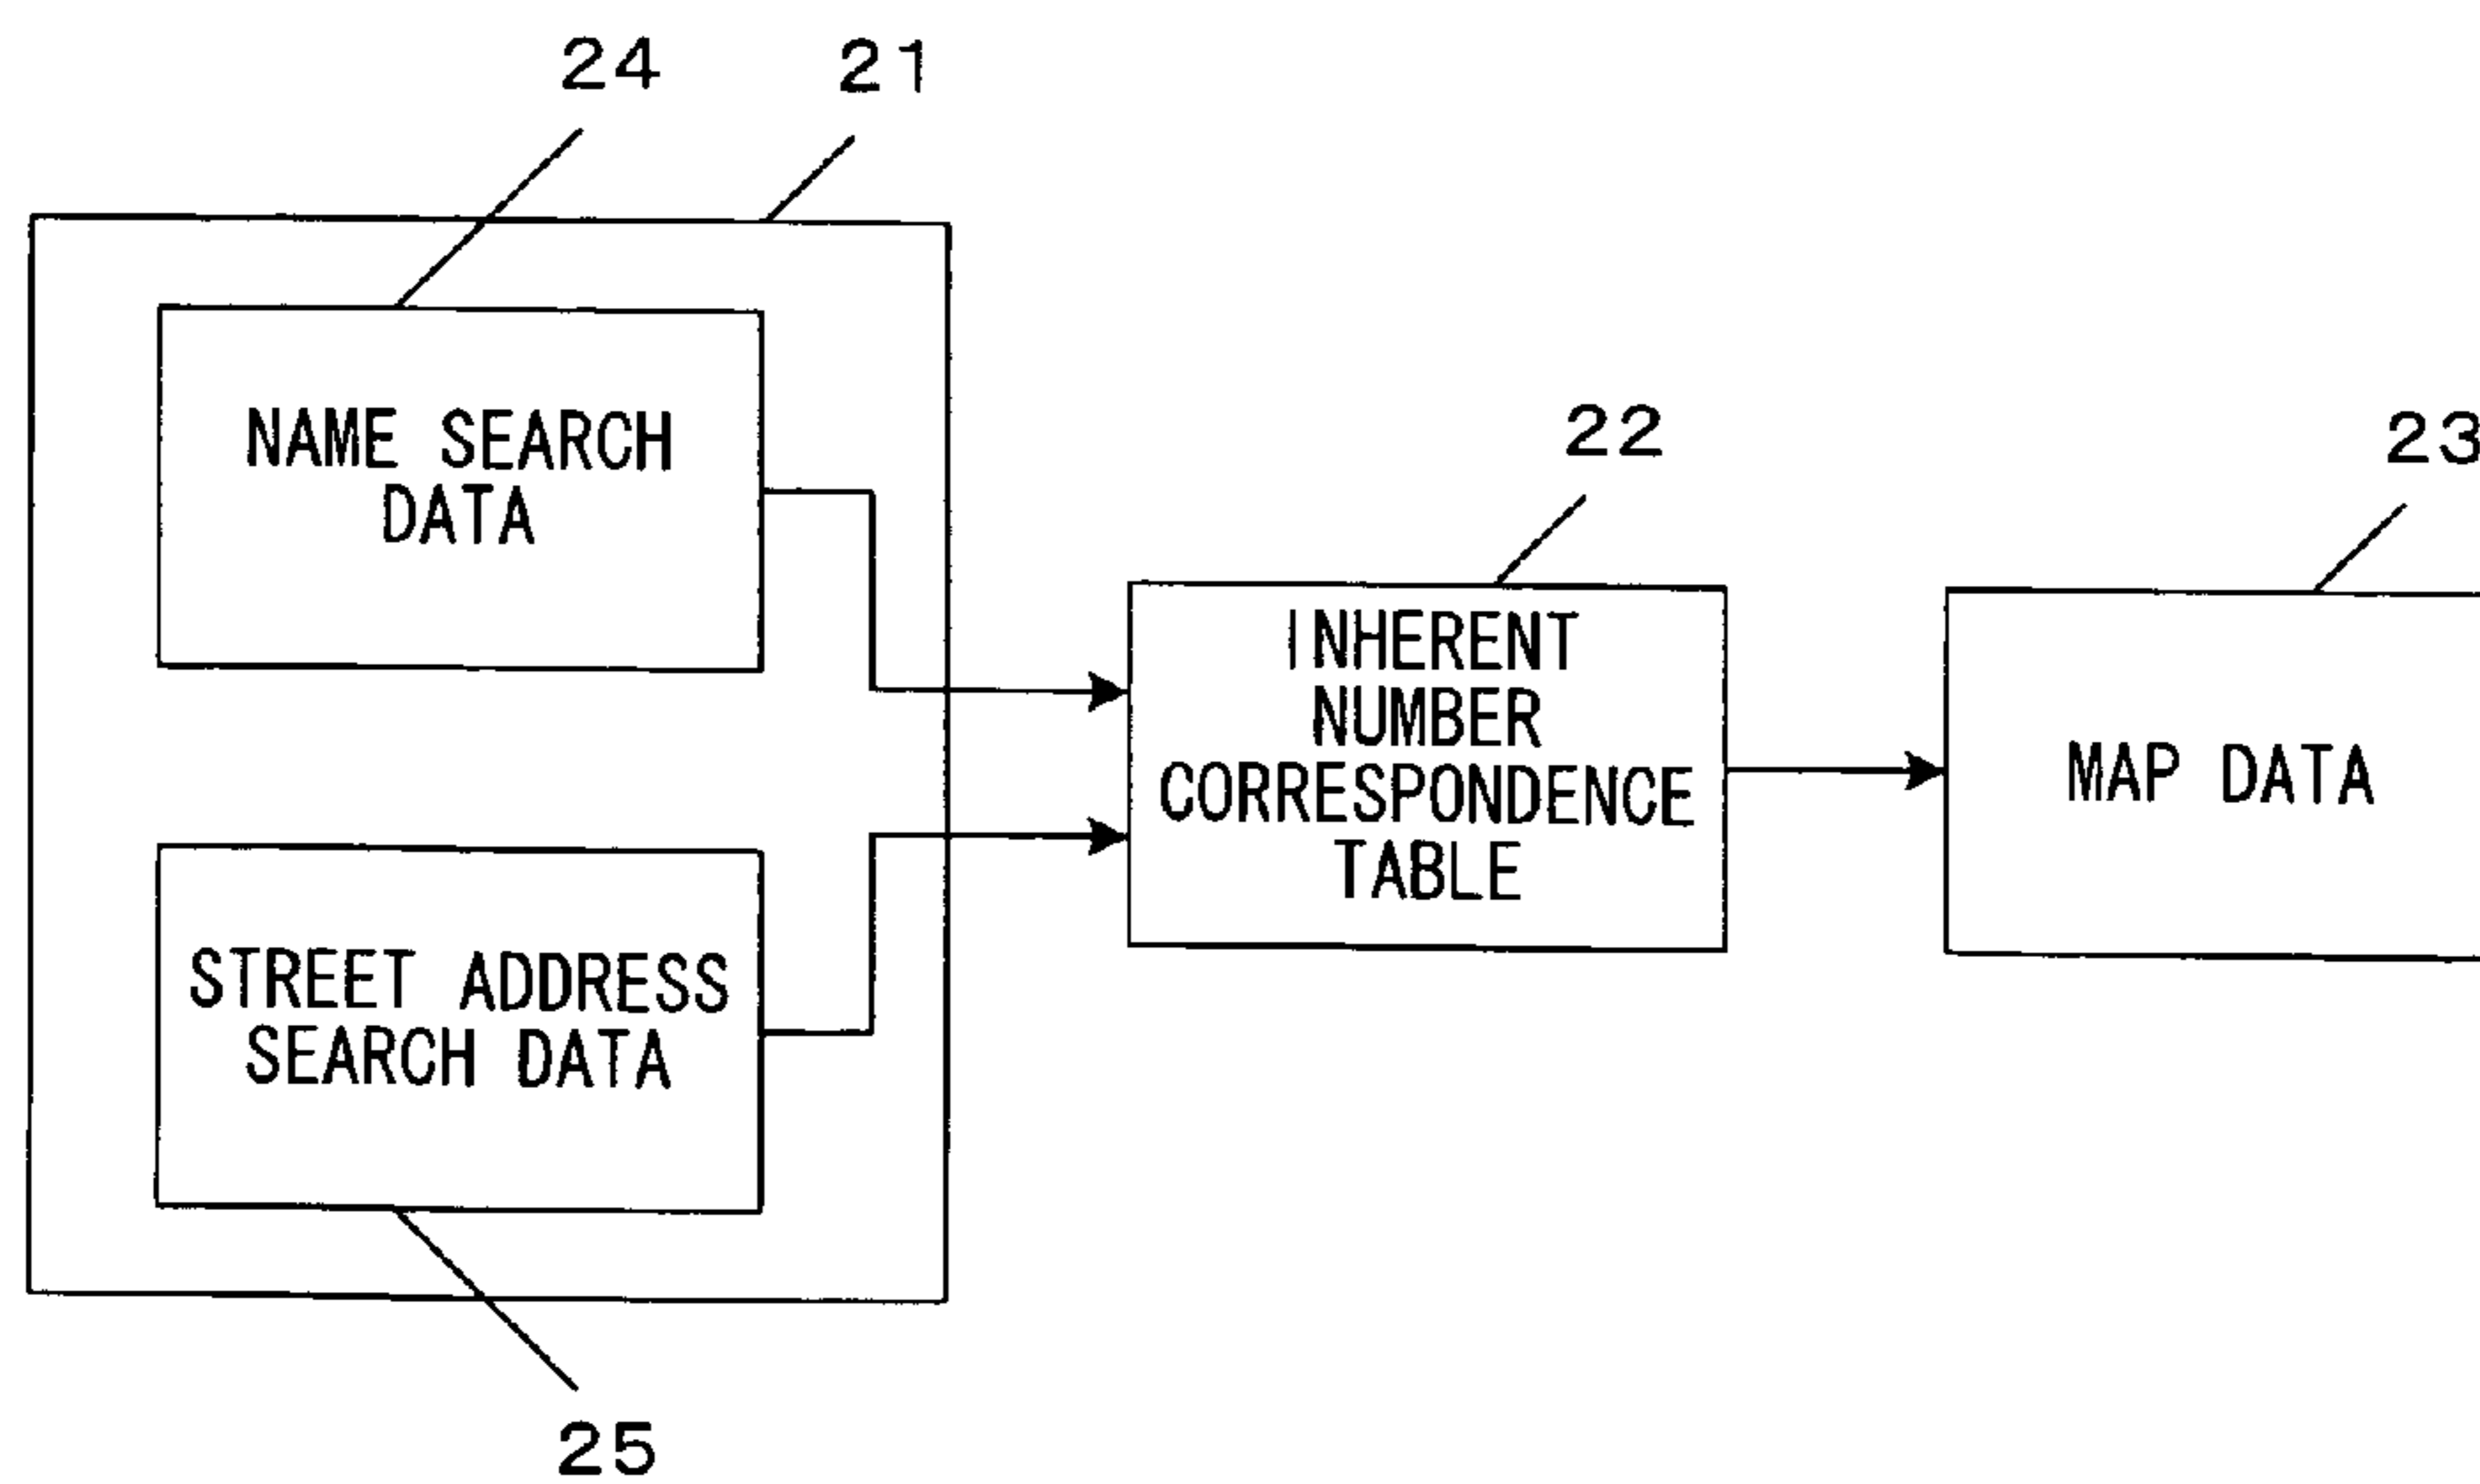 24
21
NAME SEARCH
DATA
22
23
INHERENT
NUMBER
CORRESPONDENCE
TABLE
MAP DATA
STREET ADDRESS
SEARCH DATA
25